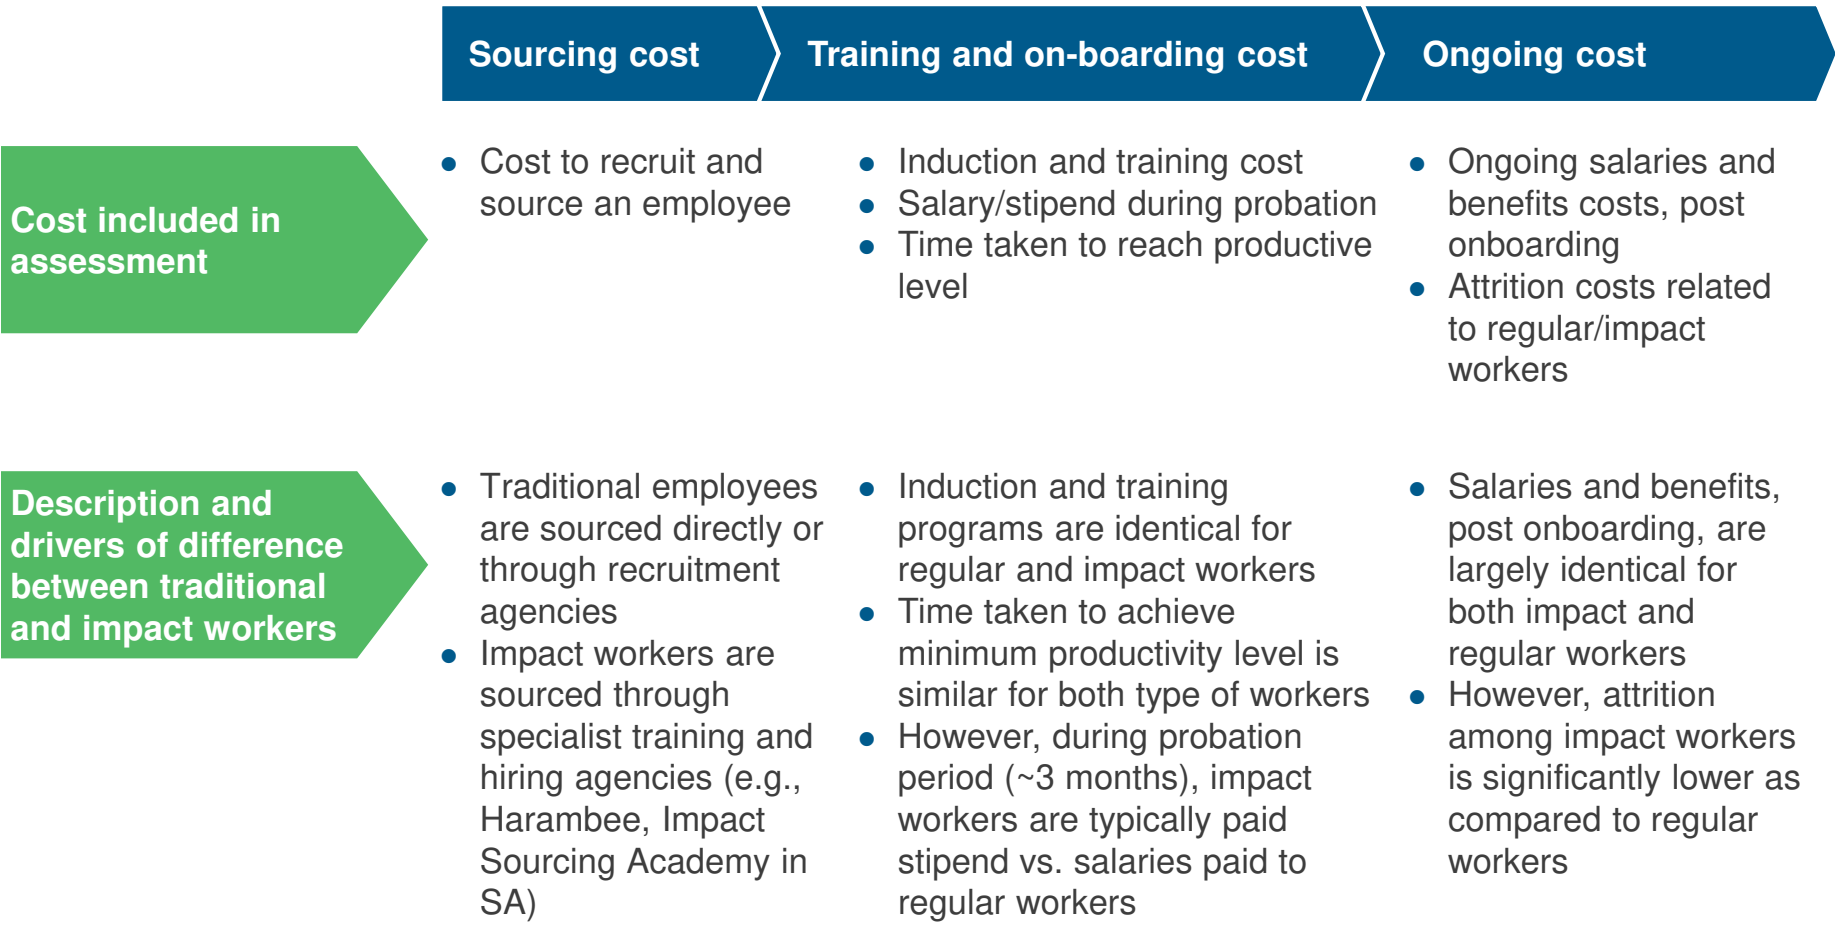 Sourcing cost
Training and on-boarding cost
Ongoing cost
Cost included in
assessment
● Cost to recruit and
source an employee
● Induction and training cost
● Salary/stipend during probation
● Time taken to reach productive
level
● Ongoing salaries and
benefits costs, post
onboarding
● Attrition costs related
to regular/impact
workers
Description and
drivers of difference
between traditional
and impact workers
● Traditional employees
are sourced directly or
through recruitment
agencies
● Impact workers are
sourced through
specialist training and
hiring agencies (e.g.,
Harambee, Impact
Sourcing Academy in
SA)
● Induction and training
programs are identical for
regular and impact workers
● Time taken to achieve
minimum productivity level is
similar for both type of workers
● However, during probation
period (~3 months), impact
workers are typically paid
stipend vs. salaries paid to
regular workers
● Salaries and benefits,
post onboarding, are
largely identical for
both impact and
regular workers
● However, attrition
among impact workers
is significantly lower as
compared to regular
workers